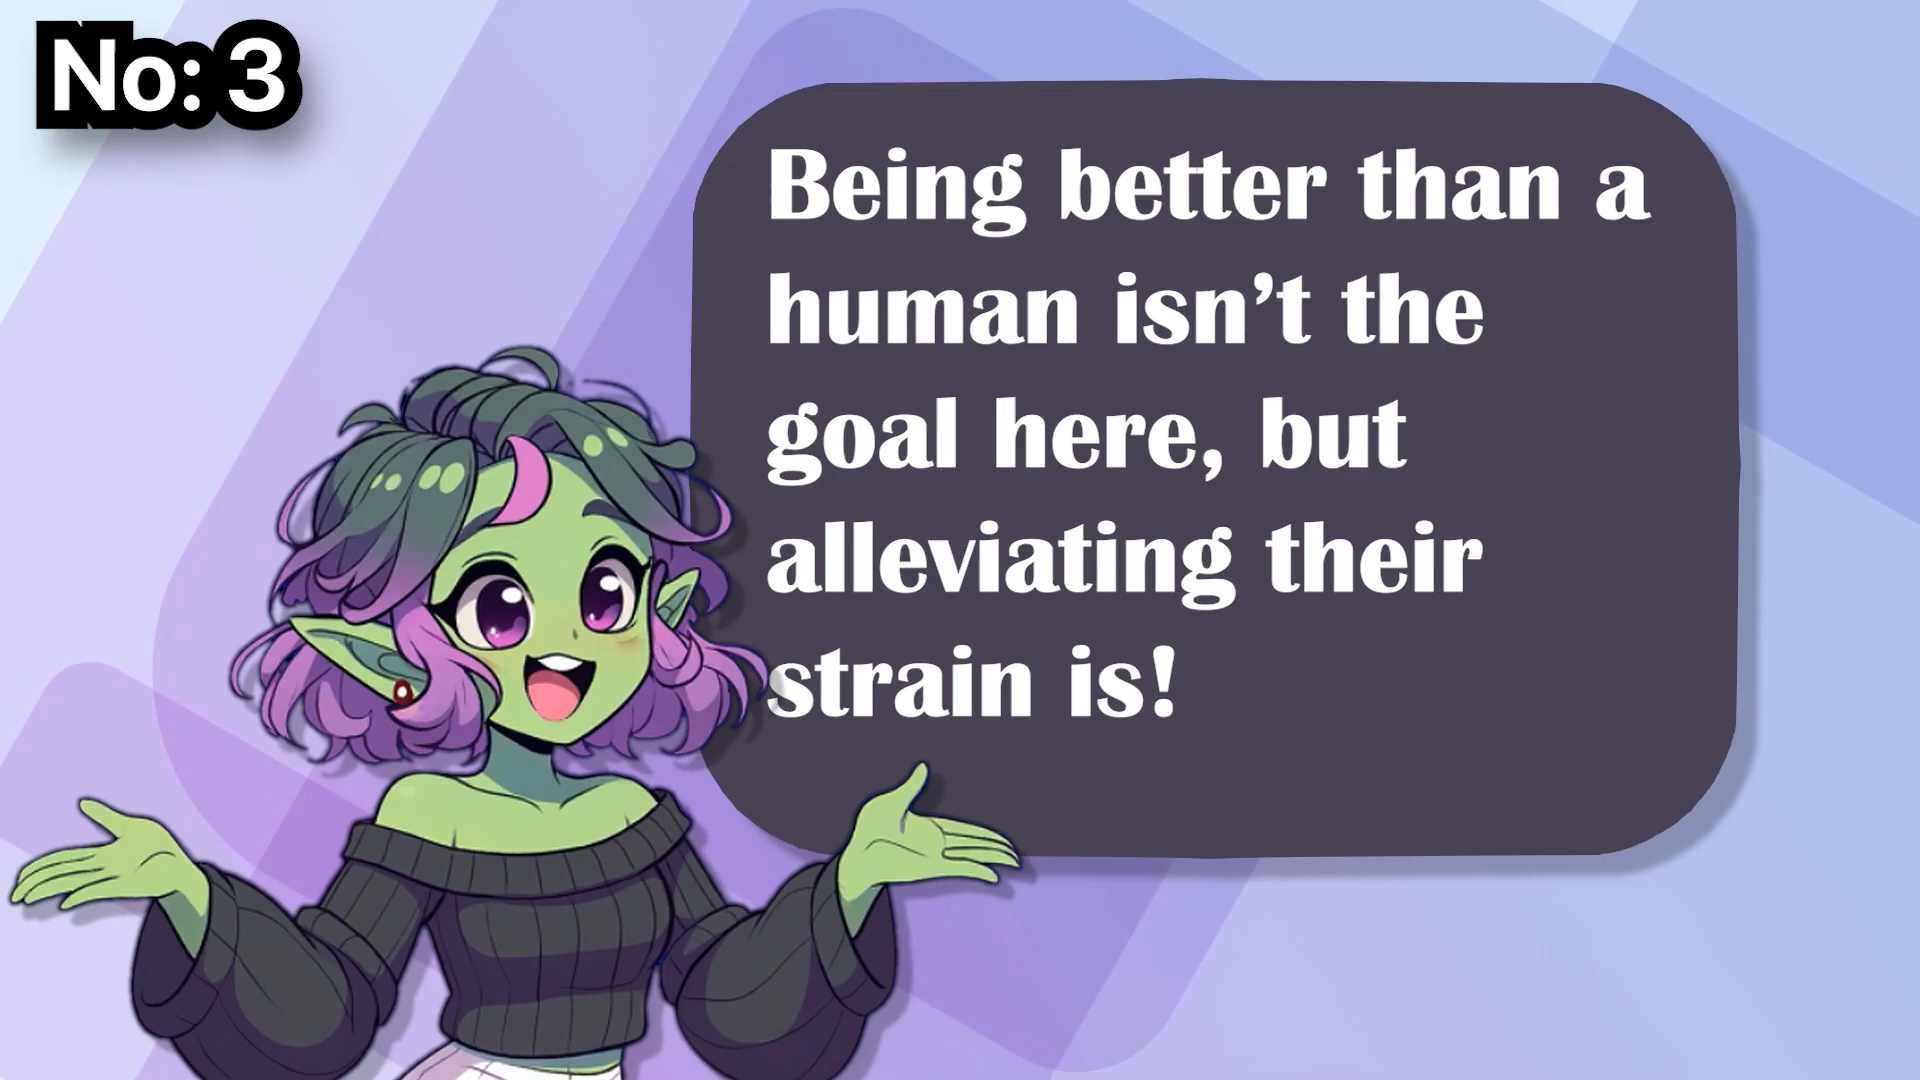 No: 3
Being better than a
human isn’t the
goal here, but
alleviating their
strain is!